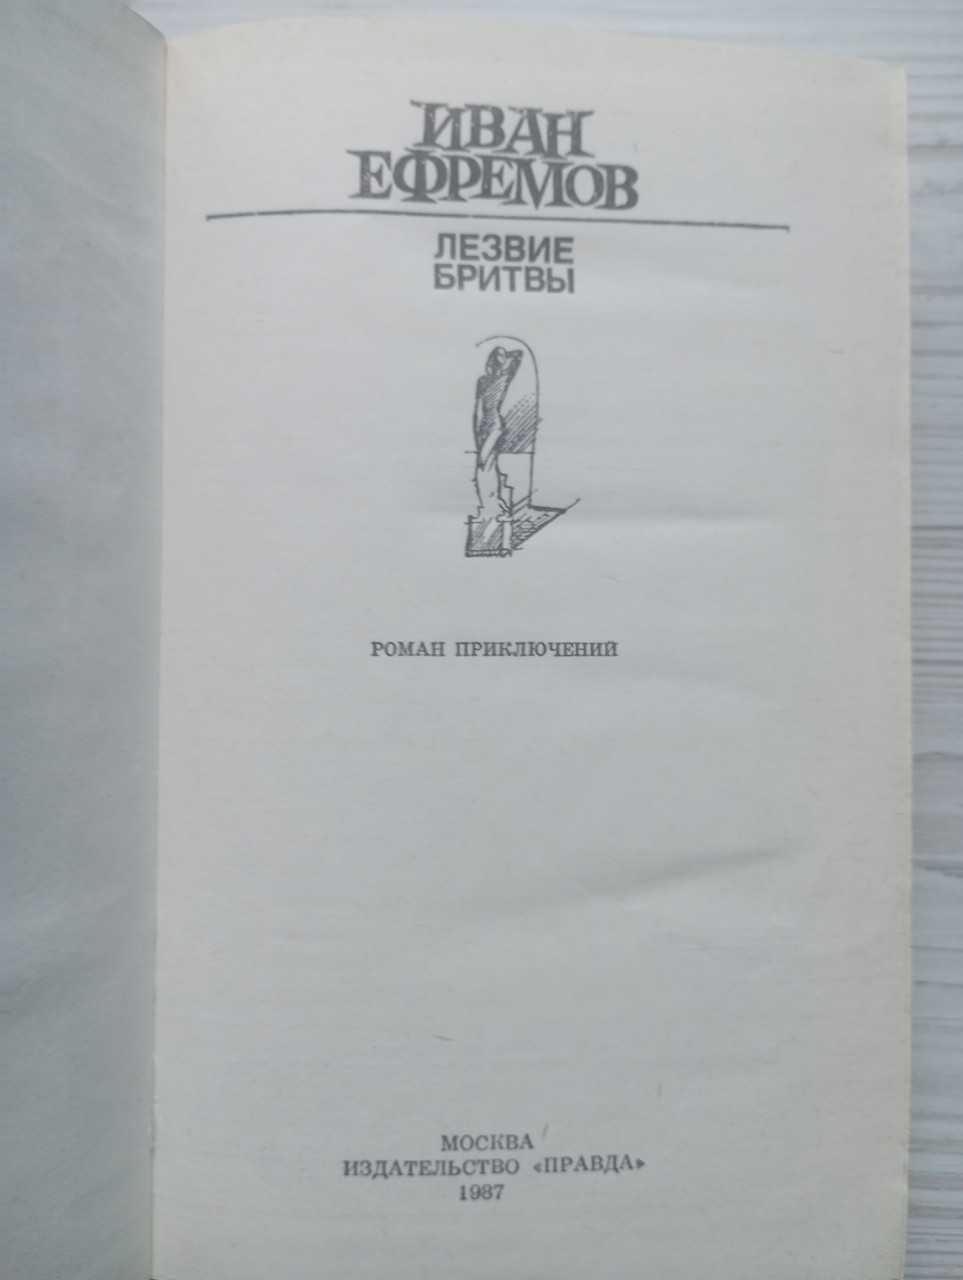 ИВАН
ЕФРЕМОВ
ЛЕЗВИЕ
БРИТВЫ
РОМАН ПРИКЛЮЧЕНИЙ
МОСКВА
ИЗДАТЕЛЬСТВО «ПРАВДА»
1987